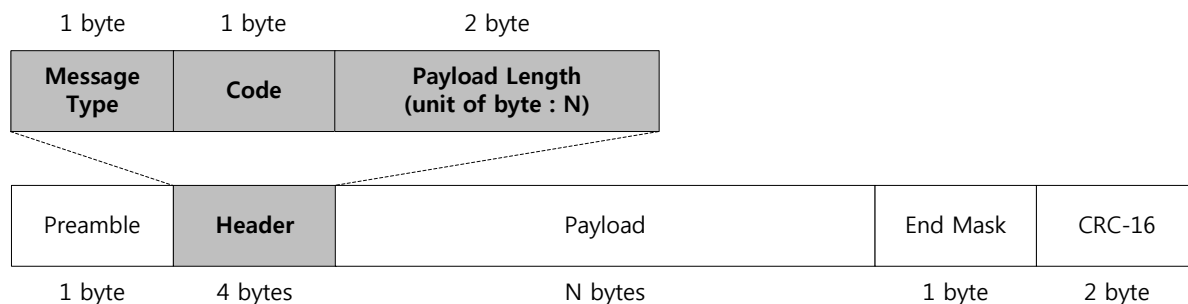 1 byte 1 byte 2 byte
Message Type Code Payload Length (unit of byte : N)
Preamble Header Payload End Mask CRC-16
1 byte 4 bytes N bytes 1 byte 2 byte